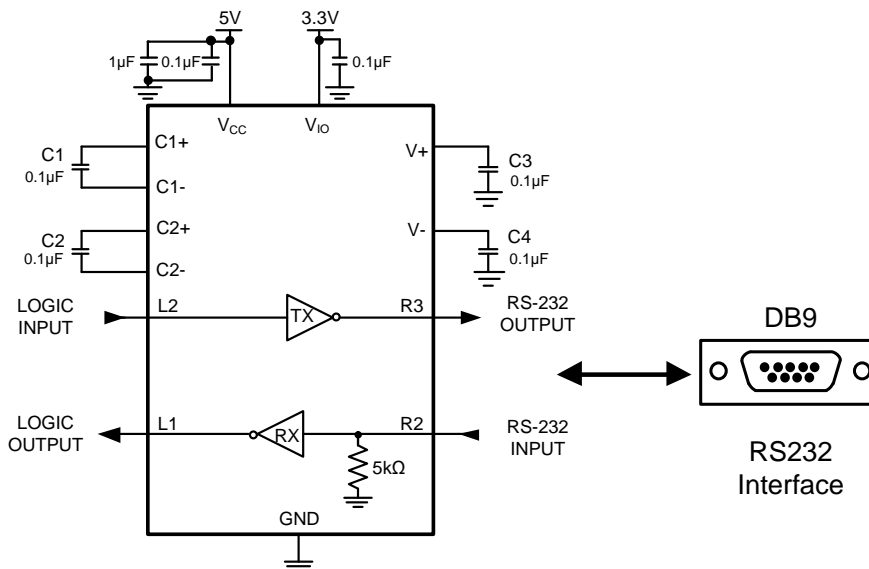 5V
3.3V
1µF
0.1µF
0.1µF
VCC
VIO
C1
0.1µF
C1+
C1-
V+
C3
0.1µF
C2
0.1µF
C2+
C2-
V-
C4
0.1µF
LOGIC
INPUT
L2
TX
R3
RS-232
OUTPUT
LOGIC
OUTPUT
L1
RX
R2
RS-232
INPUT
5kΩ
GND
DB9
RS232
Interface